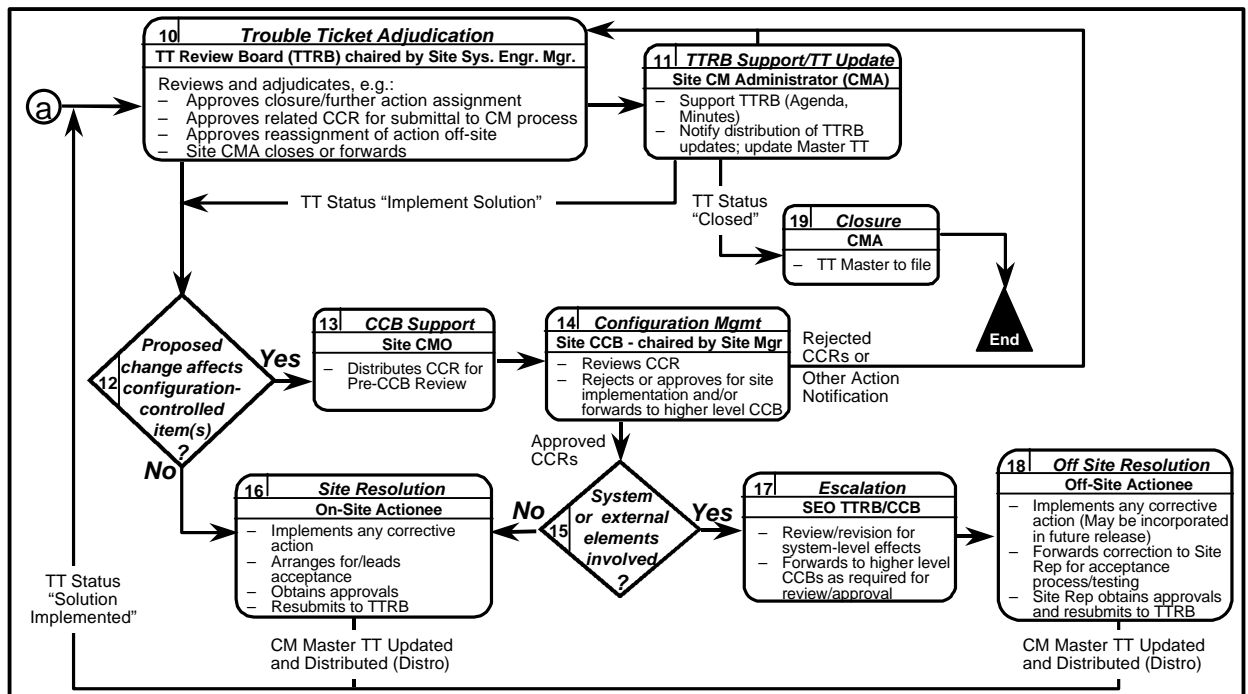 10 Trouble Ticket Adjudication
TT Review Board (TTRB) chaired by Site Sys. Engr. Mgr.
Reviews and adjudicates, e.g.:
– Approves closure/further action assignment
– Approves related CCR for submittal to CM process
– Approves reassignment of action off-site
– Site CMA closes or forwards
a
11 TTRB Support/TT Update
Site CM Administrator (CMA)
– Support TTRB (Agenda,
Minutes)
– Notify distribution of TTRB
updates; update Master TT
TT Status “Implement Solution”
TT Status
“Closed”
19 Closure
CMA
– TT Master to file
End
12
Proposed
change affects
configuration-
controlled
item(s)
?
Yes
No
13 CCB Support
Site CMO
– Distributes CCR for
Pre-CCB Review
14 Configuration Mgmt
Site CCB - chaired by Site Mgr
– Reviews CCR
– Rejects or approves for site
implementation and/or
forwards to higher level CCB
Rejected
CCRs or
Other Action
Notification
Approved
CCRs
15
System
or external
elements
involved
?
No
Yes
16 Site Resolution
On-Site Actionee
– Implements any corrective
action
– Arranges for/leads
acceptance
– Obtains approvals
– Resubmits to TTRB
17 Escalation
SEO TTRB/CCB
– Review/revision for
system-level effects
– Forwards to higher level
CCBs as required for
review/approval
18 Off Site Resolution
Off-Site Actionee
– Implements any corrective
action (May be incorporated
in future release)
– Forwards correction to Site
Rep for acceptance
process/testing
– Site Rep obtains approvals
and resubmits to TTRB
TT Status
“Solution
Implemented”
CM Master TT Updated
and Distributed (Distro)
CM Master TT Updated
and Distributed (Distro)